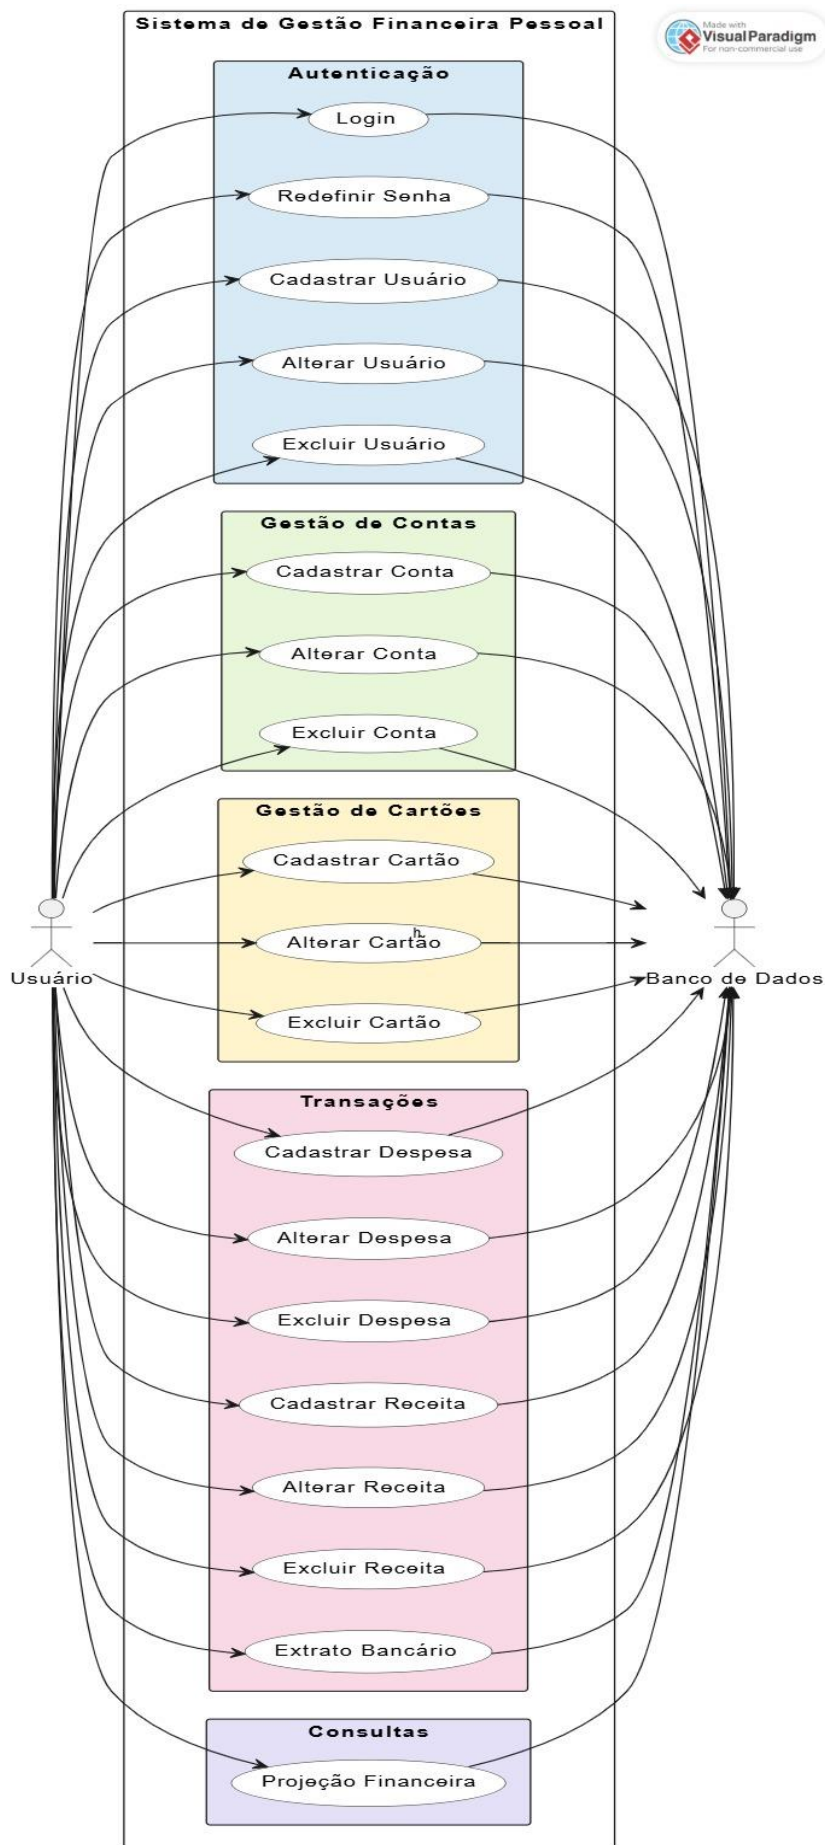 Sistema de Gestão Financeira Pessoal
Made with
Visual Paradigm
For non-commercial use
Autenticação
Login
Redefinir Senha
Cadastrar Usuário
Alterar Usuário
Excluir Usuário
Gestão de Contas
Cadastrar Conta
Alterar Conta
Excluir Conta
Gestão de Cartões
Cadastrar Cartão
Alterar Cartão
Excluir Cartão
Usuário
Banco de Dados
Transações
Cadastrar Despesa
Alterar Despesa
Excluir Despesa
Cadastrar Receita
Alterar Receita
Excluir Receita
Extrato Bancário
Consultas
Projeção Financeira